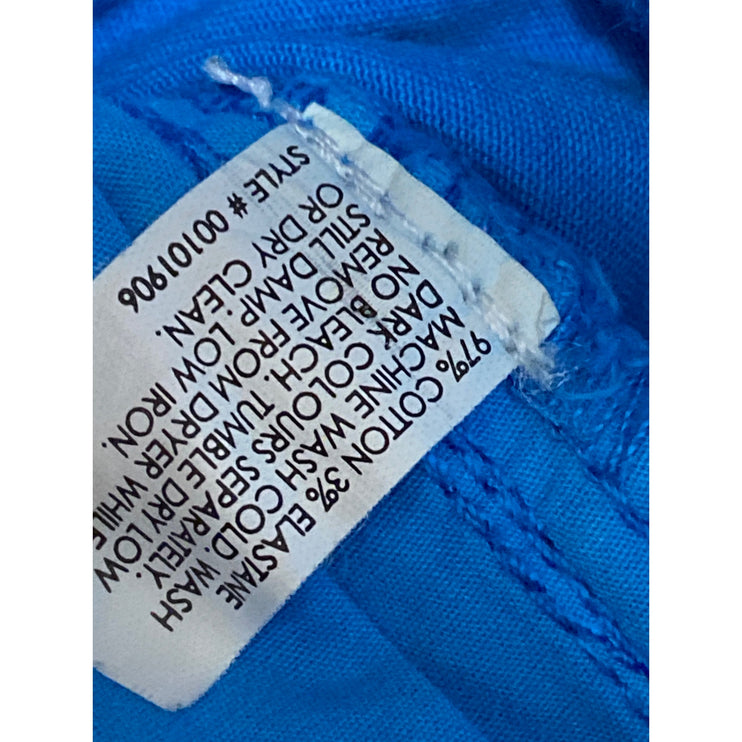 97% COTTON 3% ELASTANE
MACHINE WASH COLD. WASH
DARK COLOURS SEPARATELY.
NO BLEACH. TUMBLE DRY LOW
REMOVE FROM DRYER WHILE
STILL DAMP. LOW IRON.
OR DRY CLEAN.
STYLE # 00101906